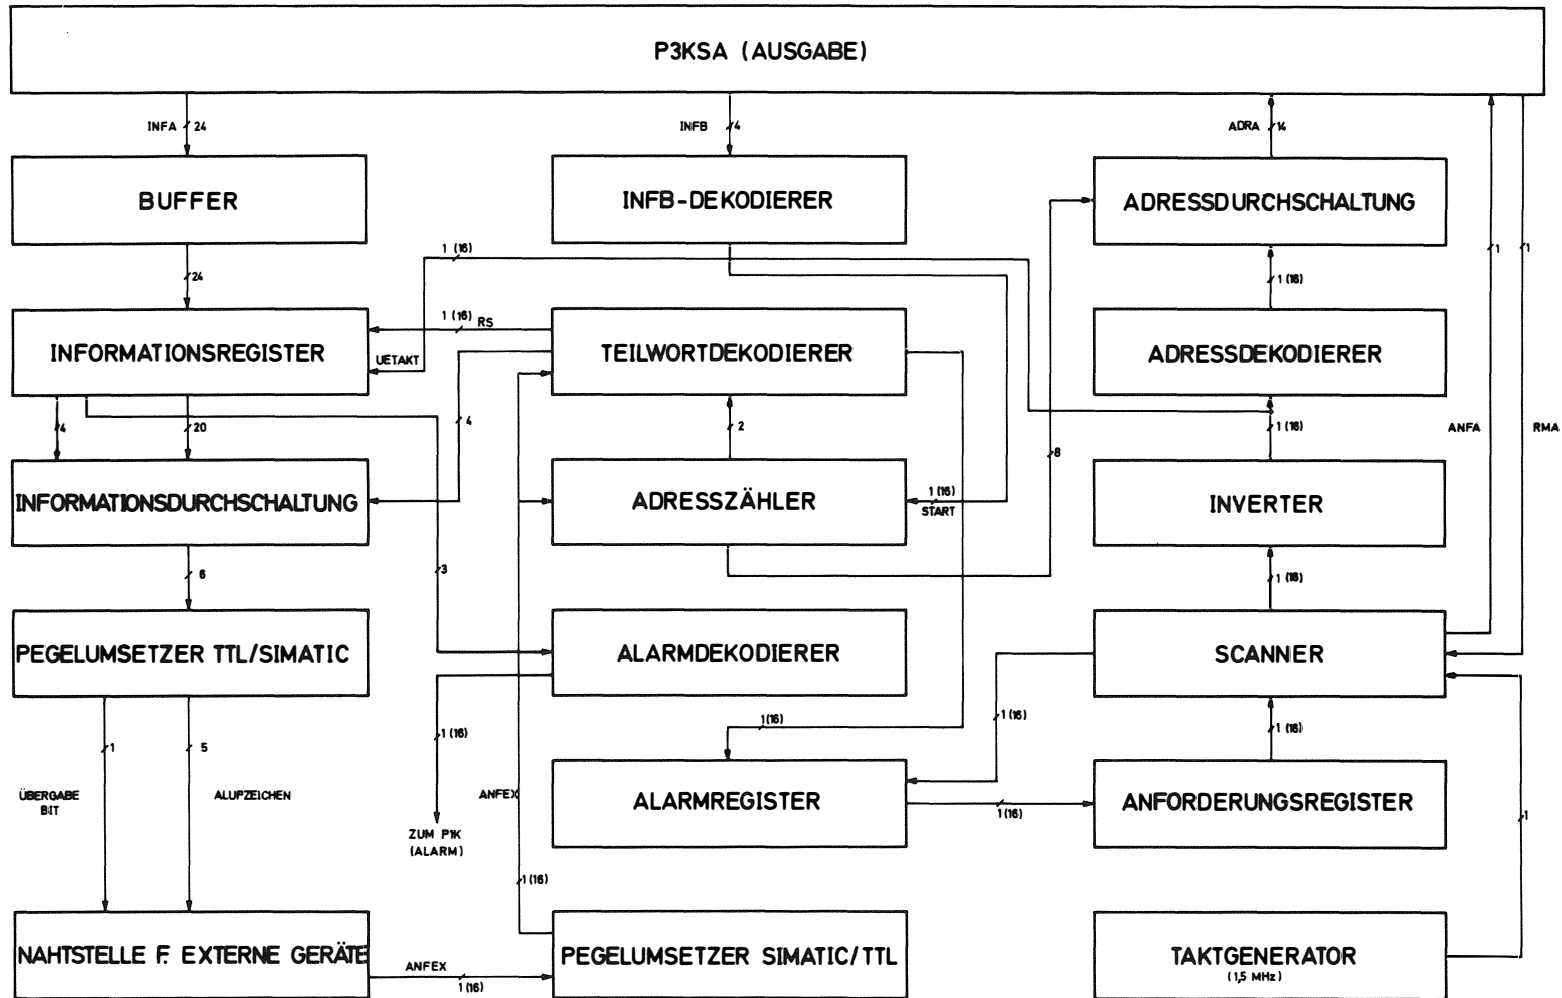 P3KSA (AUSGABE)
INFA 24
INFB 4
ADRA 14
BUFFER
INFB-DEKODIERER
ADRESSDURCHSCHALTUNG
1 (16)
1
1
24
1 (16)
1 (16) RS
INFORMATIONSREGISTER
UETAKT
TEILWORTDEKODIERER
ADRESSDEKODIERER
4
20
4
2
8
1 (16)
ANFA
RMA
INFORMATIONSDURCHSCHALTUNG
ADRESSZÄHLER
1 (16)
START
INVERTER
6
3
1 (16)
PEGELUMSETZER TTL/SIMATIC
ALARMDEKODIERER
SCANNER
1
5
1 (16)
1(16)
1 (16)
1 (16)
ÜBERGABE
BIT
ALUPZEICHEN
ANFEX
ALARMREGISTER
1(16)
ANFORDERUNGSREGISTER
1
ZUM P1K
(ALARM)
1 (16)
NAHTSTELLE F. EXTERNE GERÄTE
ANFEX
1(16)
PEGELUMSETZER SIMATIC/TTL
TAKTGENERATOR
(1,5 MHz)